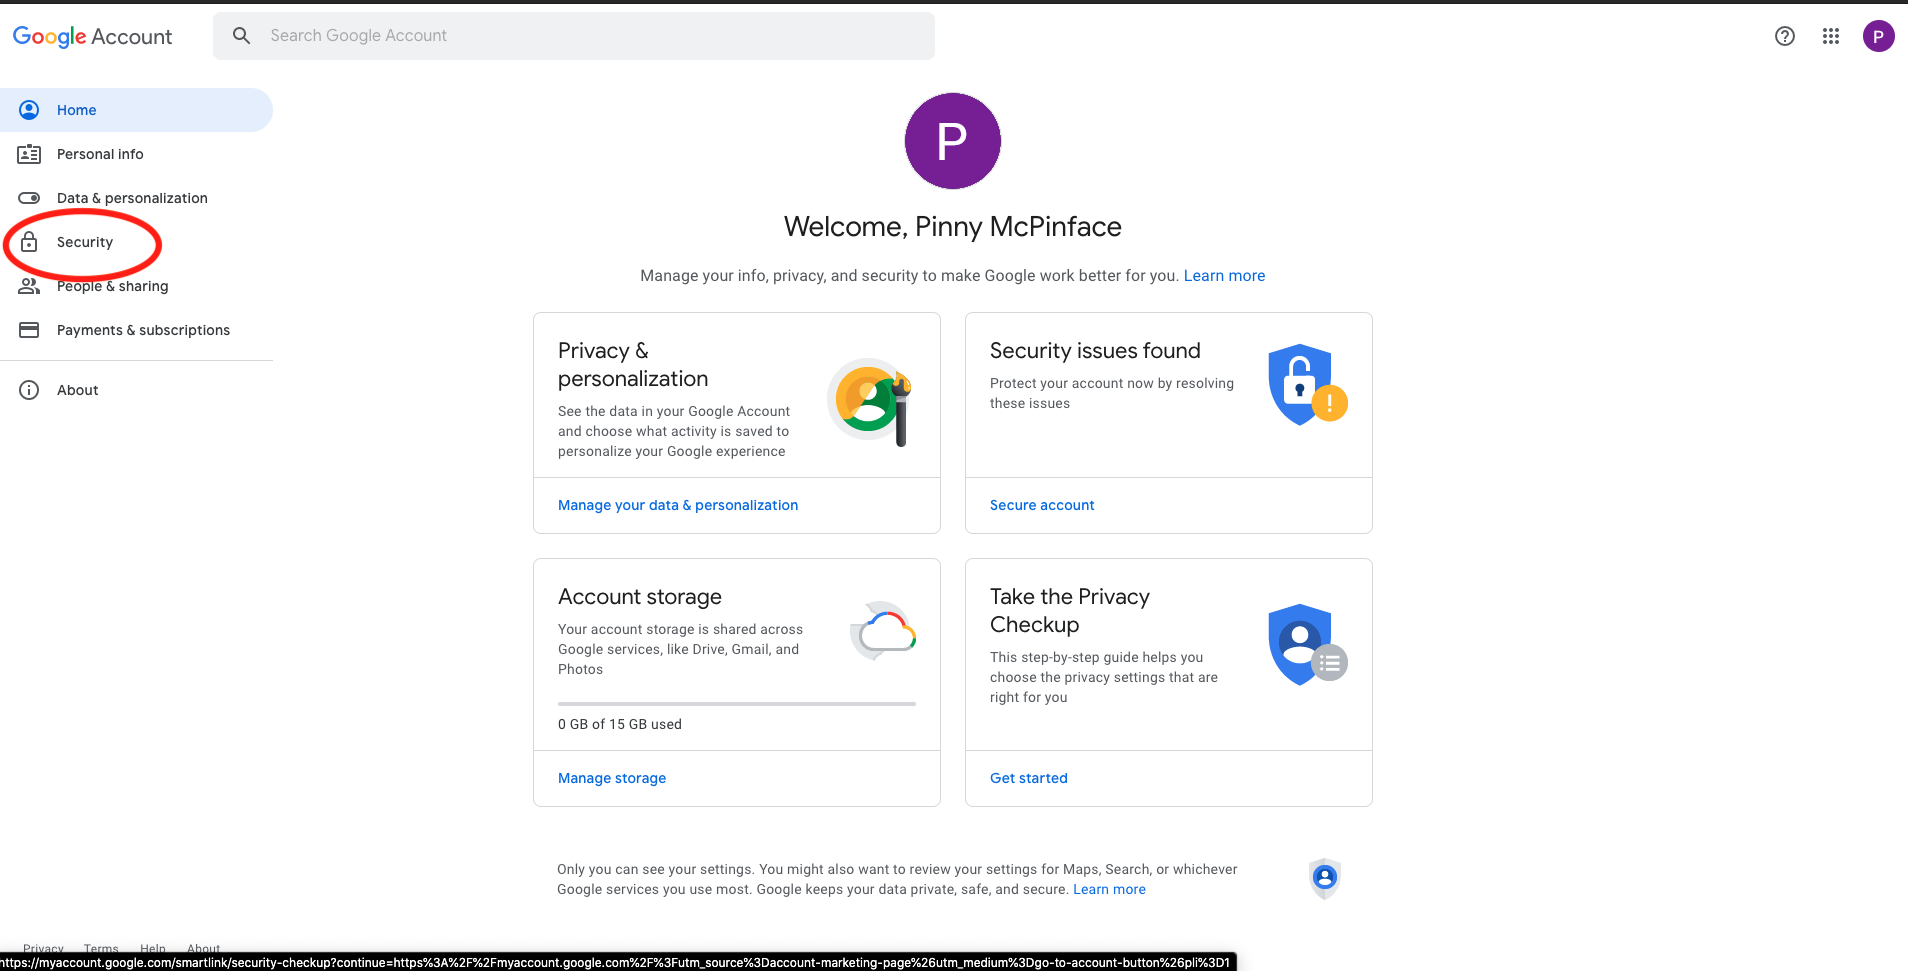 Google Account
Search Google Account
P
Home
Personal info
Data & personalization
Security
People & sharing
Payments & subscriptions
About
P
Welcome, Pinny McPinface
Manage your info, privacy, and security to make Google work better for you. Learn more
Privacy &
personalization
See the data in your Google Account
and choose what activity is saved to
personalize your Google experience
Manage your data & personalization
Security issues found
Protect your account now by resolving
these issues
Secure account
Account storage
Your account storage is shared across
Google services, like Drive, Gmail, and
Photos
0 GB of 15 GB used
Manage storage
Take the Privacy
Checkup
This step-by-step guide helps you
choose the privacy settings that are
right for you
Get started
Only you can see your settings. You might also want to review your settings for Maps, Search, or whichever
Google services you use most. Google keeps your data private, safe, and secure. Learn more
Privacy Terms Help About
https://myaccount.google.com/smartlink/security-checkup?continue=https%3A%2F%2Fmyaccount.google.com%2F%3Futm_source%3Daccount-marketing-page%26utm_medium%3Dgo-to-account-button%26pli%3D1